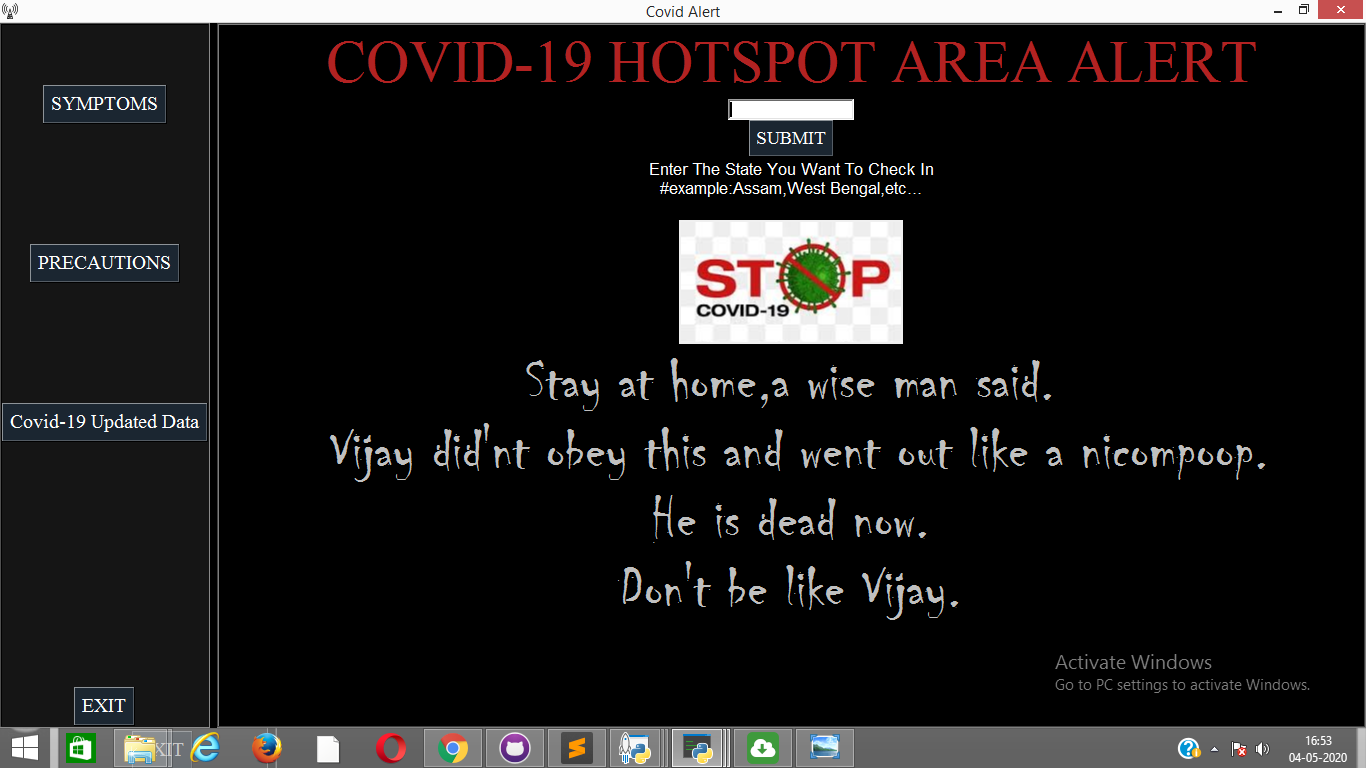 Covid Alert
COVID-19 HOTSPOT AREA ALERT
SYMPTOMS
SUBMIT
Enter The State You Want To Check In
#example:Assam,West Bengal,etc...
PRECAUTIONS
STOP
COVID-19
Stay at home,a wise man said.
Covid-19 Updated Data
Vijay did'nt obey this and went out like a nicompoop.
He is dead now.
Don't be like Vijay.
Activate Windows
Go to PC settings to activate Windows.
EXIT
16:53
04-05-2020